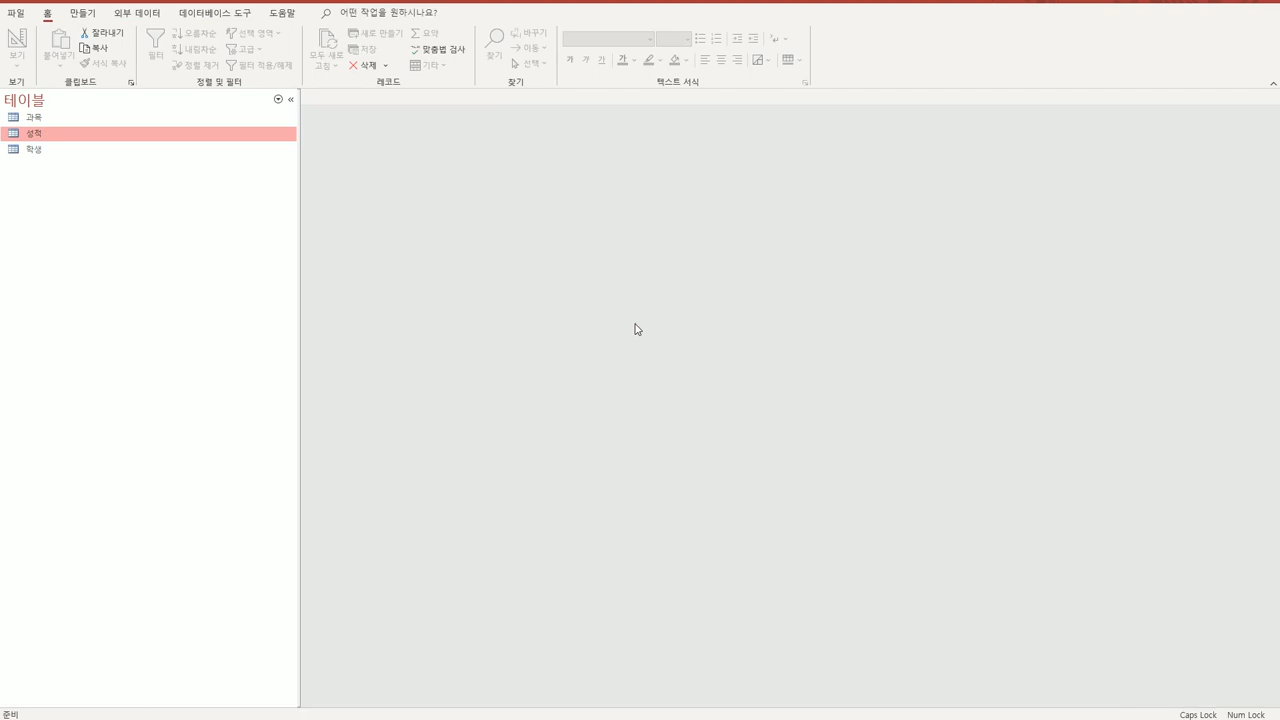 파일 홈 만들기 외부 데이터 데이터베이스 도구 도움말 어떤 작업을 원하시나요?
보기 붙여넣기 잘라내기 복사 서식 복사
필터 오름차순 내림차순 정렬 제거 선택 영역 고급 필터 적용/해제
모두 새로 고침 새로 만들기 저장 삭제 요약 맞춤법 검사 기타
찾기 바꾸기 이동 선택
가 가 가 가
보기 클립보드 정렬 및 필터 레코드 찾기 텍스트 서식
테이블
과목
성적
학생
준비 Caps Lock Num Lock